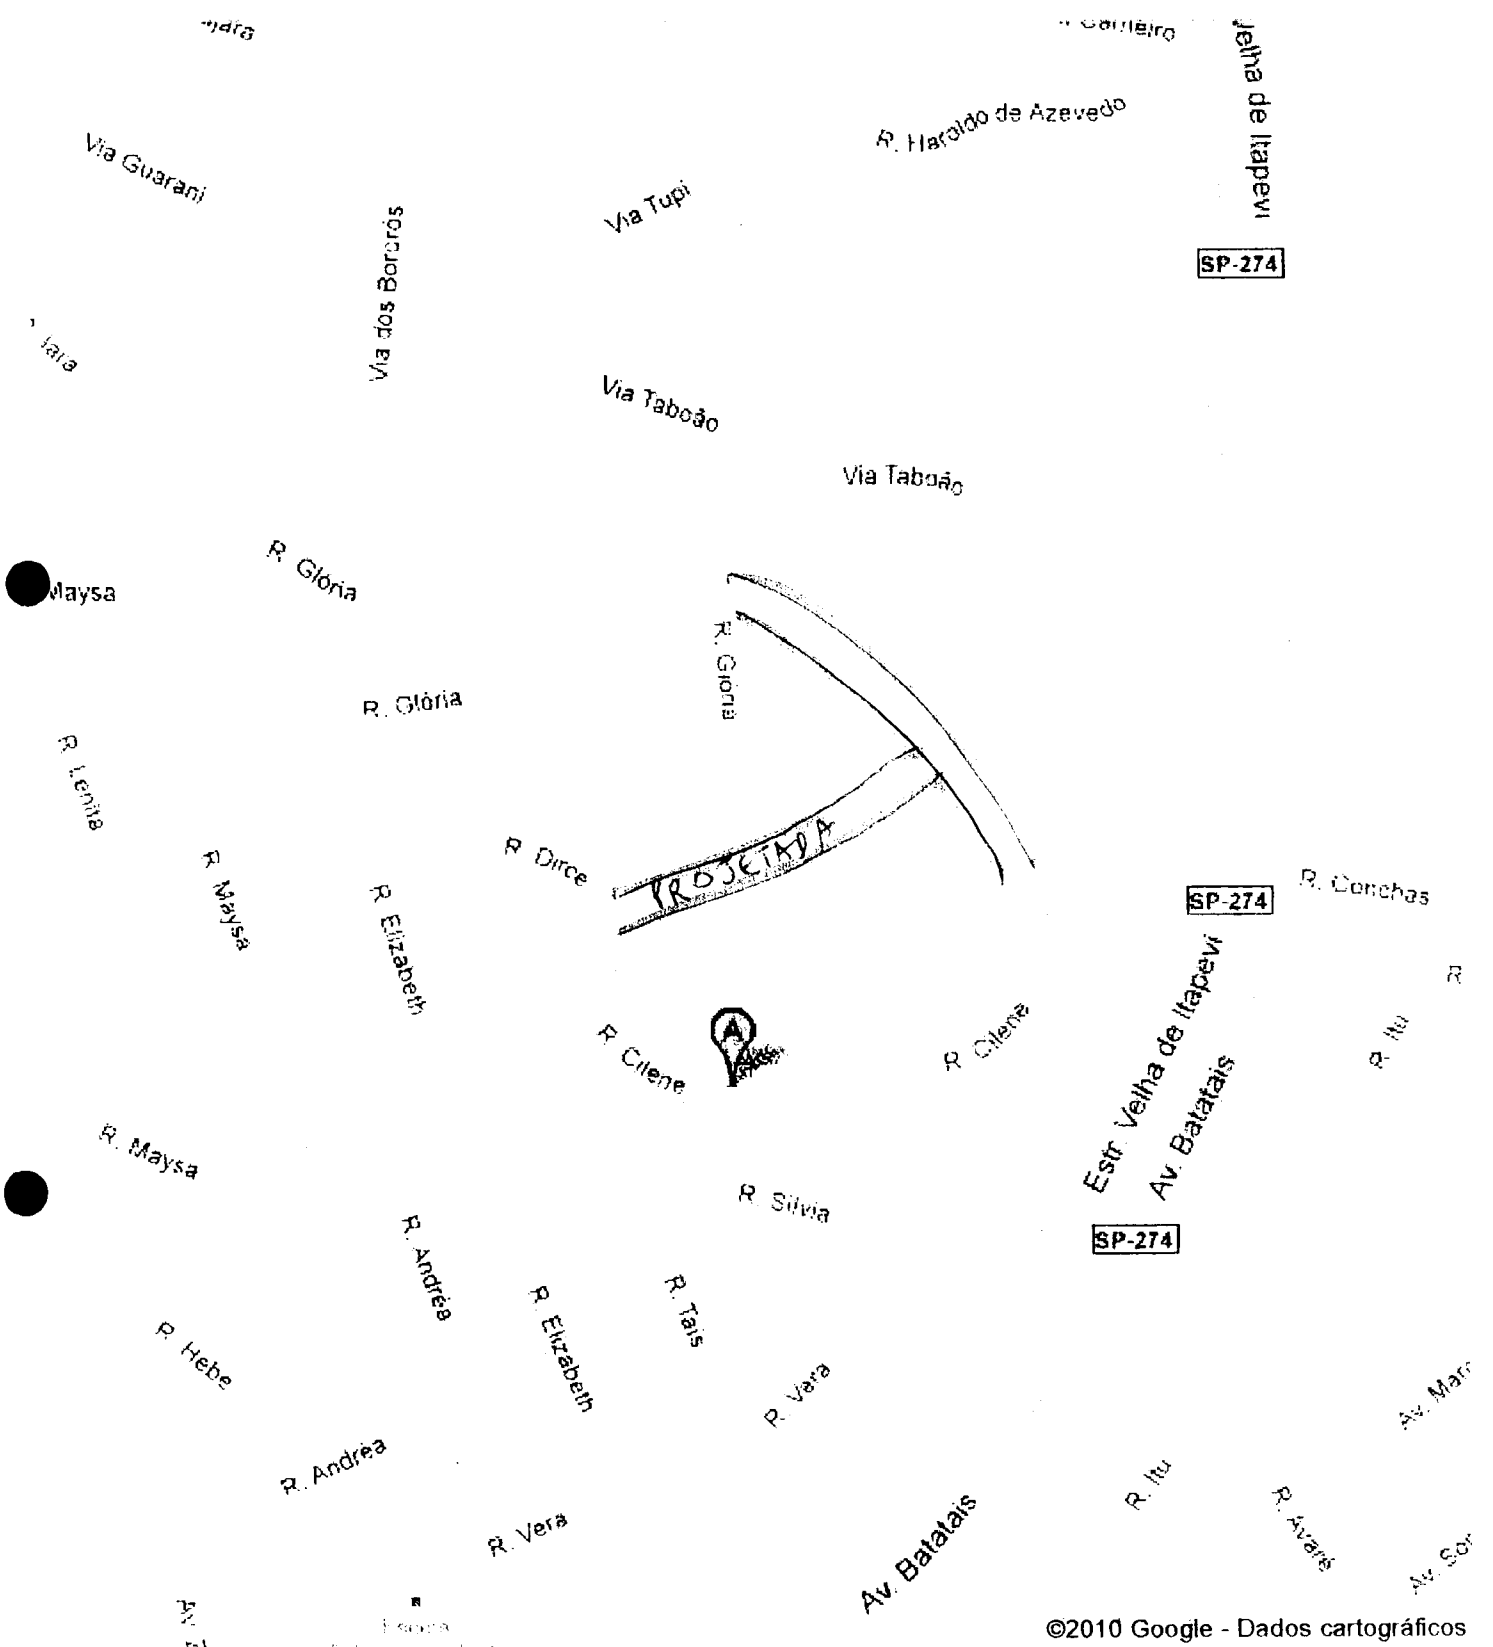 R. Haroldo de Azevedo
de Itapevi
Via Guarani
Via Tupi
Via dos Bororós
SP-274
Via Taboão
Via Taboão
R. Glória
Maysa
R. Glória
R. Glória
R. Lenita
R. Dirce
PROJETADA
R. Maysa
R. Elizabeth
SP-274
R. Conchas
R
Estr. Velha de Itapevi
R. Cilene
A
R. Cilene
R. Itu
Av. Batatais
R. Maysa
R. Silvia
SP-274
R. Andréa
R. Elizabeth
R. Tais
R. Hebe
R. Vera
R. Andréa
R. Itu
R. Avaré
R. Vera
Av. Batatais
©2010 Google - Dados cartográficos